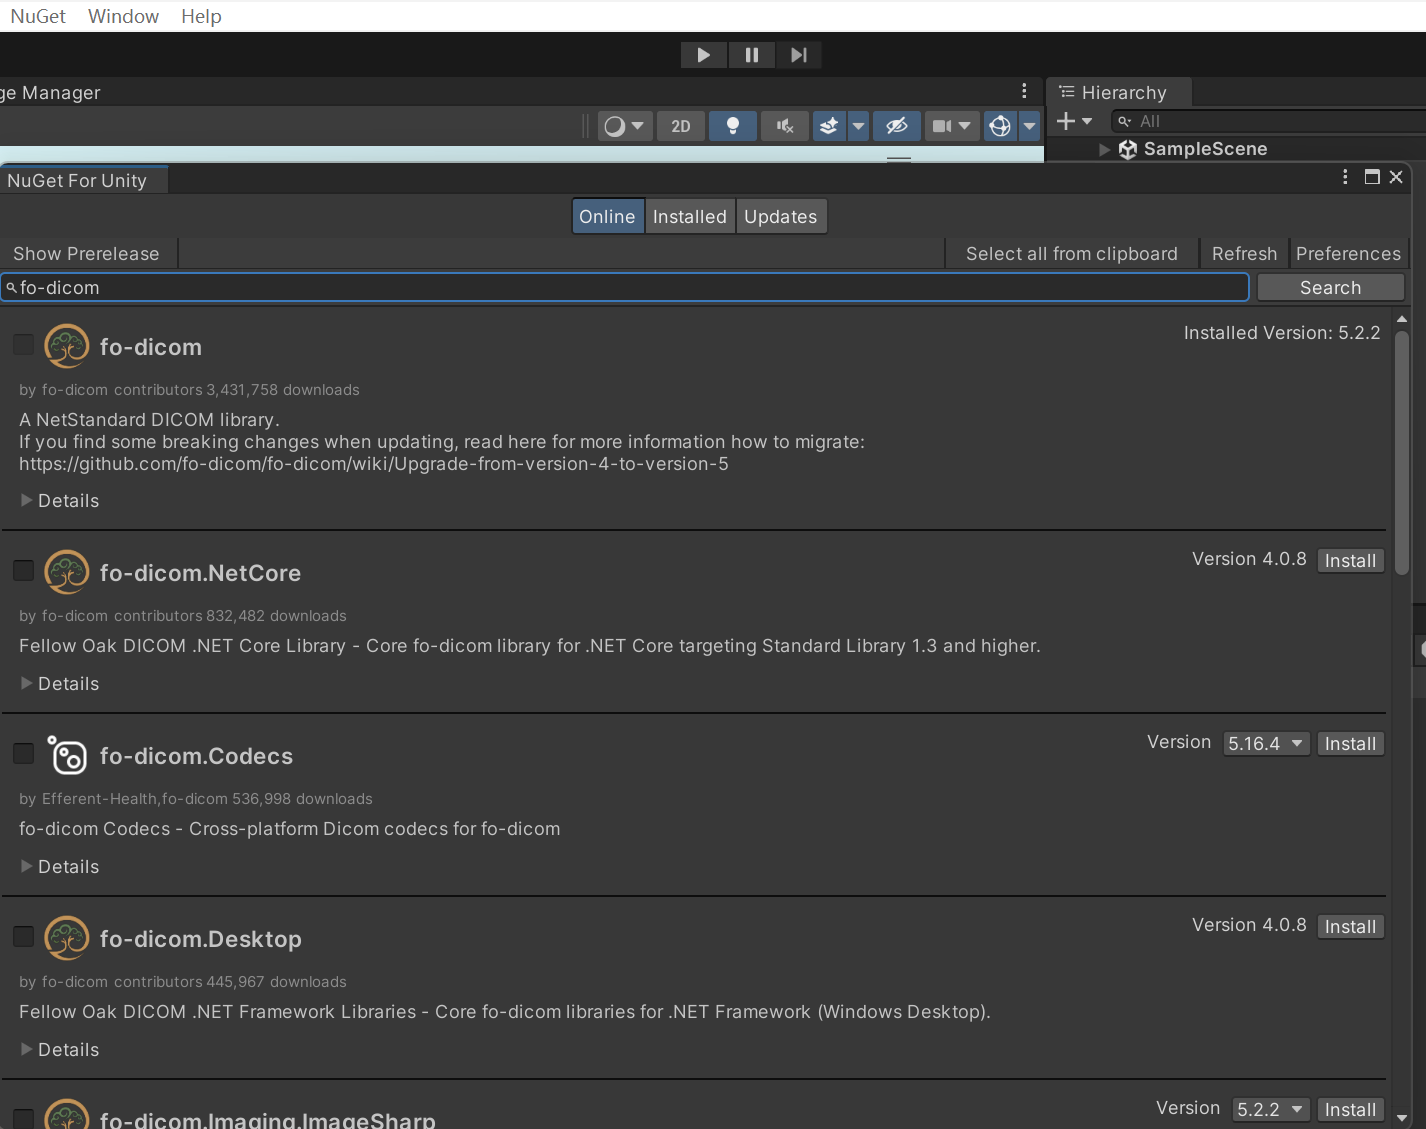 NuGet Window Help
ge Manager
Hierarchy
2D
All
SampleScene
NuGet For Unity
Online Installed Updates
Show Prerelease Select all from clipboard Refresh Preferences
fo-dicom Search
fo-dicom Installed Version: 5.2.2
by fo-dicom contributors 3,431,758 downloads
A NetStandard DICOM library.
If you find some breaking changes when updating, read here for more information how to migrate:
https://github.com/fo-dicom/fo-dicom/wiki/Upgrade-from-version-4-to-version-5
Details
fo-dicom.NetCore Version 4.0.8 Install
by fo-dicom contributors 832,482 downloads
Fellow Oak DICOM .NET Core Library - Core fo-dicom library for .NET Core targeting Standard Library 1.3 and higher.
Details
fo-dicom.Codecs Version 5.16.4 Install
by Efferent-Health,fo-dicom 536,998 downloads
fo-dicom Codecs - Cross-platform Dicom codecs for fo-dicom
Details
fo-dicom.Desktop Version 4.0.8 Install
by fo-dicom contributors 445,967 downloads
Fellow Oak DICOM .NET Framework Libraries - Core fo-dicom libraries for .NET Framework (Windows Desktop).
Details
fo-dicom.Imaging.ImageSharp Version 5.2.2 Install